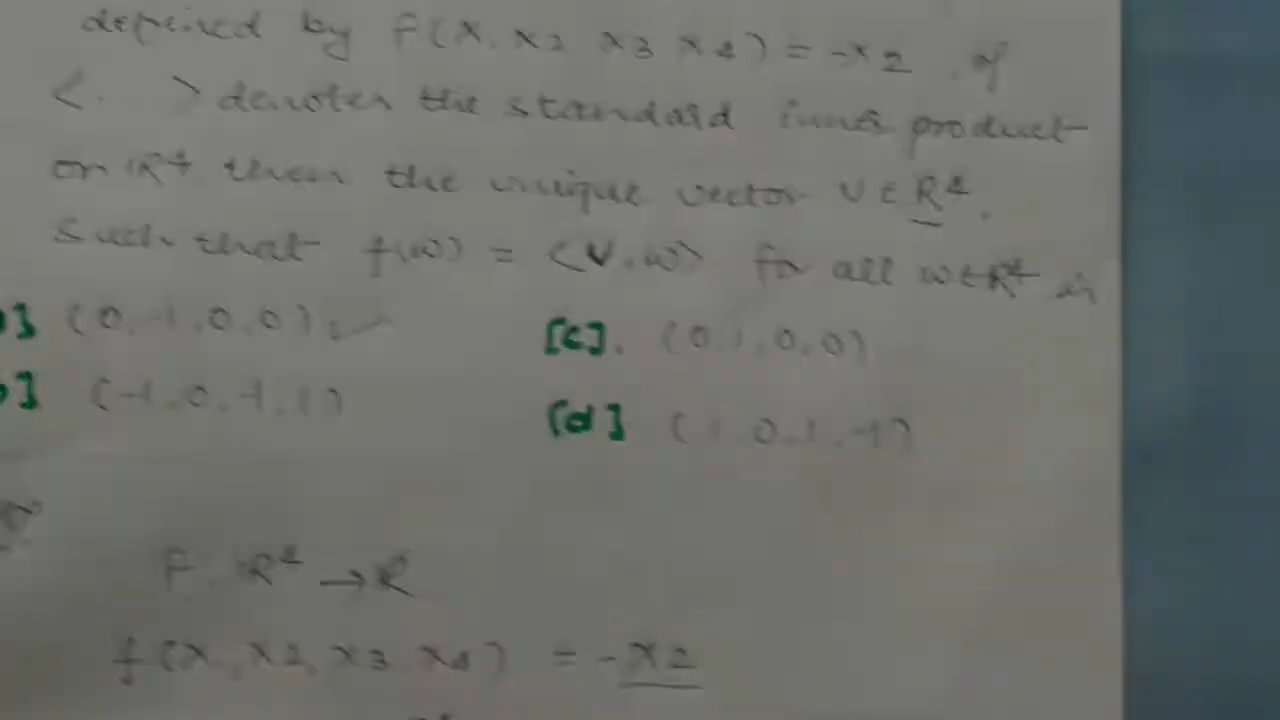 defined by f(x, x2 x3 x4) = -x2. If
< . > denotes the standard inner product
on R4 then the unique vector V ∈ R4.
Such that f(w) = <V, w> for all w ∈ R4 is
] (0, -1, 0, 0) ✓ [c]. (0, 1, 0, 0)
] (-1, 0, -1, 1) [d] (1, 0, 1, -1)
F. R4 → R
f(x, x2, x3 x4) = -x2